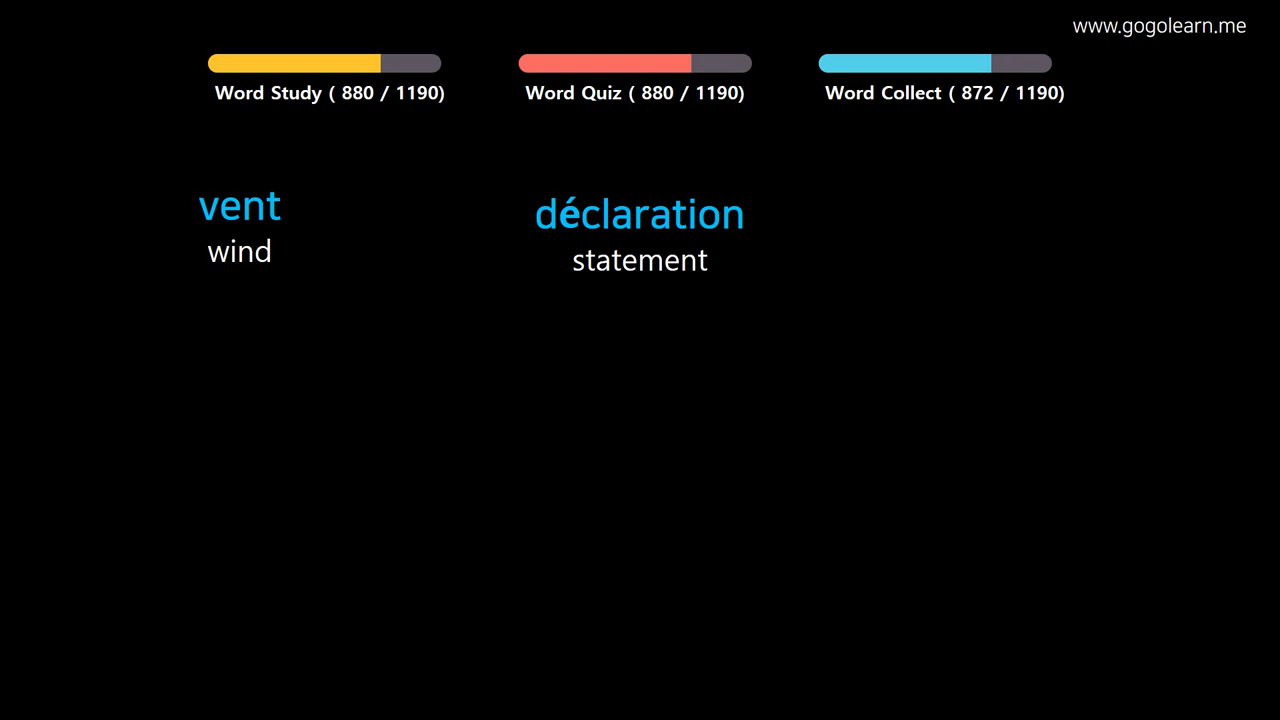 www.gogolearn.me
Word Study ( 880 / 1190)
Word Quiz ( 880 / 1190)
Word Collect ( 872 / 1190)
vent
wind
déclaration
statement